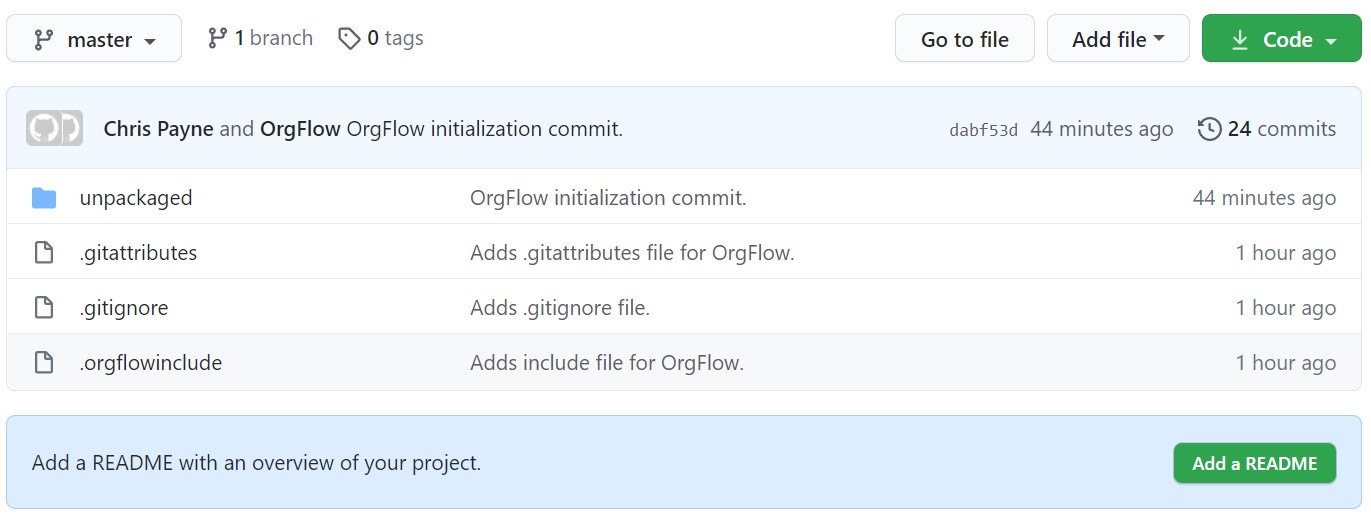 master 1 branch 0 tags Go to file Add file Code
Chris Payne and OrgFlow OrgFlow initialization commit. dabf53d 44 minutes ago 24 commits
unpackaged OrgFlow initialization commit. 44 minutes ago
.gitattributes Adds .gitattributes file for OrgFlow. 1 hour ago
.gitignore Adds .gitignore file. 1 hour ago
.orgflowinclude Adds include file for OrgFlow. 1 hour ago
Add a README with an overview of your project. Add a README